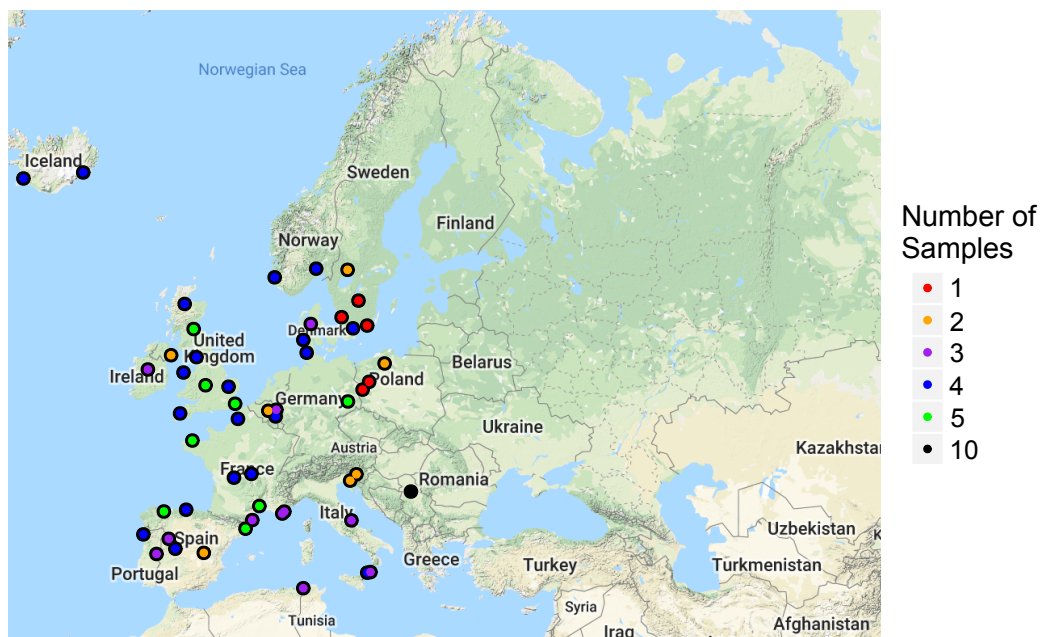 Norwegian Sea
Iceland
Sweden
Finland
Norway
Denmark
United
Kingdom
Ireland
Belarus
Poland
Germany
Ukraine
Austria
Kazakhstan
France
Romania
Italy
Uzbekistan
Spain
Greece
Turkey
Turkmenistan
Portugal
Syria
Tunisia
Iraq
Afghanistan
K
Number of
Samples
1
2
3
4
5
10